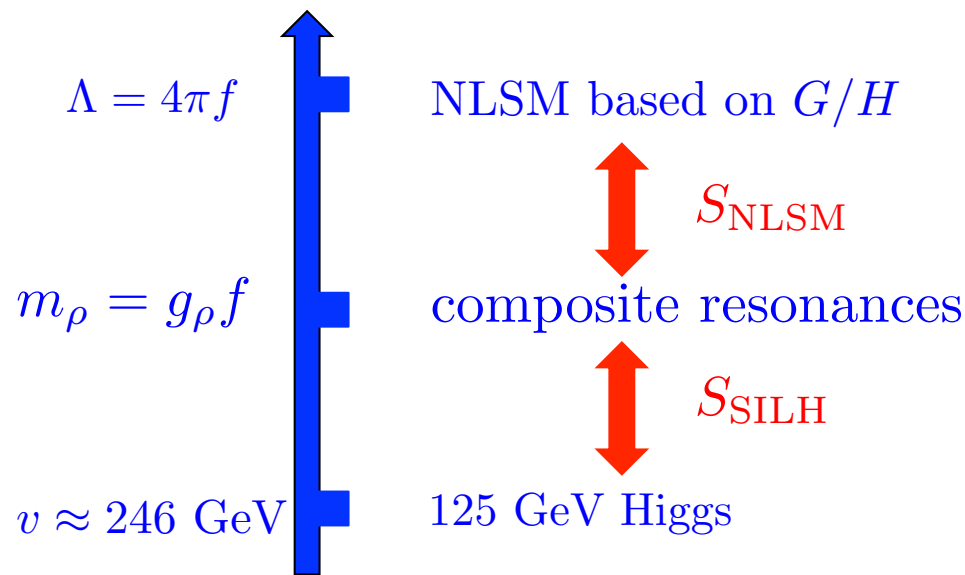 Λ = 4πf
NLSM based on G/H
S_NLSM
m_ρ = g_ρ f
composite resonances
S_SILH
v ≈ 246 GeV
125 GeV Higgs